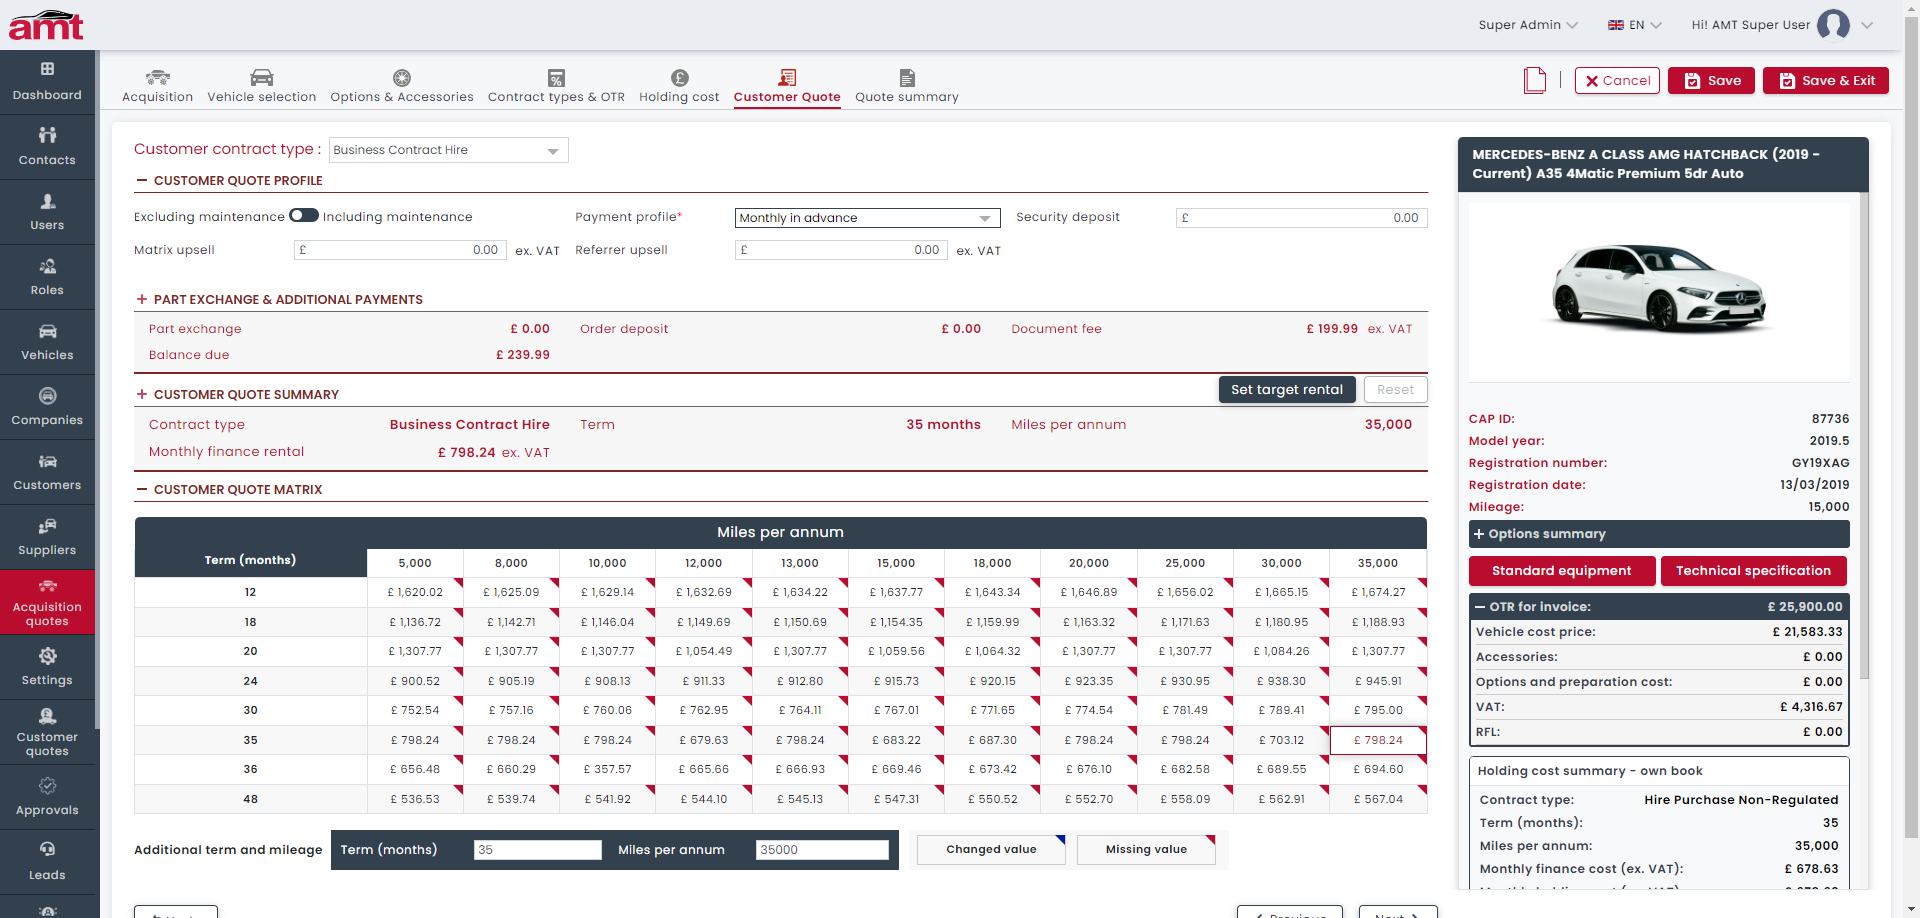 amt
Super Admin
EN
Hi! AMT Super User
Dashboard
Contacts
Users
Roles
Vehicles
Companies
Customers
Suppliers
Acquisition
quotes
Settings
Customer
quotes
Approvals
Leads
Acquisition
Vehicle selection
Options & Accessories
Contract types & OTR
Holding cost
Customer Quote
Quote summary
Cancel
Save
Save & Exit
Customer contract type : Business Contract Hire
CUSTOMER QUOTE PROFILE
Excluding maintenance Including maintenance Payment profile* Monthly in advance Security deposit £ 0.00
Matrix upsell £ 0.00 ex. VAT Referrer upsell £ 0.00 ex. VAT
PART EXCHANGE & ADDITIONAL PAYMENTS
Part exchange £ 0.00 Order deposit £ 0.00 Document fee £ 199.99 ex. VAT
Balance due £ 239.99
CUSTOMER QUOTE SUMMARY Set target rental Reset
Contract type Business Contract Hire Term 35 months Miles per annum 35,000
Monthly finance rental £ 798.24 ex. VAT
CUSTOMER QUOTE MATRIX
Miles per annum
Term (months) 5,000 8,000 10,000 12,000 13,000 15,000 18,000 20,000 25,000 30,000 35,000
12 £ 1,620.02 £ 1,625.09 £ 1,629.14 £ 1,632.69 £ 1,634.22 £ 1,637.77 £ 1,643.34 £ 1,646.89 £ 1,656.02 £ 1,665.15 £ 1,674.27
18 £ 1,136.72 £ 1,142.71 £ 1,146.04 £ 1,149.69 £ 1,150.69 £ 1,154.35 £ 1,159.99 £ 1,163.32 £ 1,171.63 £ 1,180.95 £ 1,188.93
20 £ 1,307.77 £ 1,307.77 £ 1,307.77 £ 1,054.49 £ 1,307.77 £ 1,059.56 £ 1,064.32 £ 1,307.77 £ 1,307.77 £ 1,084.26 £ 1,307.77
24 £ 900.52 £ 905.19 £ 908.13 £ 911.33 £ 912.80 £ 915.73 £ 920.15 £ 923.35 £ 930.95 £ 938.30 £ 945.91
30 £ 752.54 £ 757.16 £ 760.06 £ 762.95 £ 764.11 £ 767.01 £ 771.65 £ 774.54 £ 781.49 £ 789.41 £ 795.00
35 £ 798.24 £ 798.24 £ 798.24 £ 679.63 £ 798.24 £ 683.22 £ 687.30 £ 798.24 £ 798.24 £ 703.12 £ 798.24
36 £ 656.48 £ 660.29 £ 357.57 £ 665.66 £ 666.93 £ 669.46 £ 673.42 £ 676.10 £ 682.58 £ 689.55 £ 694.60
48 £ 536.53 £ 539.74 £ 541.92 £ 544.10 £ 545.13 £ 547.31 £ 550.52 £ 552.70 £ 558.09 £ 562.91 £ 567.04
Additional term and mileage Term (months) 35 Miles per annum 35000 Changed value Missing value
Previous
Next
MERCEDES-BENZ A CLASS AMG HATCHBACK (2019 -
Current) A35 4Matic Premium 5dr Auto
CAP ID: 87736
Model year: 2019.5
Registration number: GY19XAG
Registration date: 13/03/2019
Mileage: 15,000
Options summary
Standard equipment Technical specification
OTR for invoice: £ 25,900.00
Vehicle cost price: £ 21,583.33
Accessories: £ 0.00
Options and preparation cost: £ 0.00
VAT: £ 4,316.67
RFL: £ 0.00
Holding cost summary - own book
Contract type: Hire Purchase Non-Regulated
Term (months): 35
Miles per annum: 35,000
Monthly finance cost (ex. VAT): £ 678.63